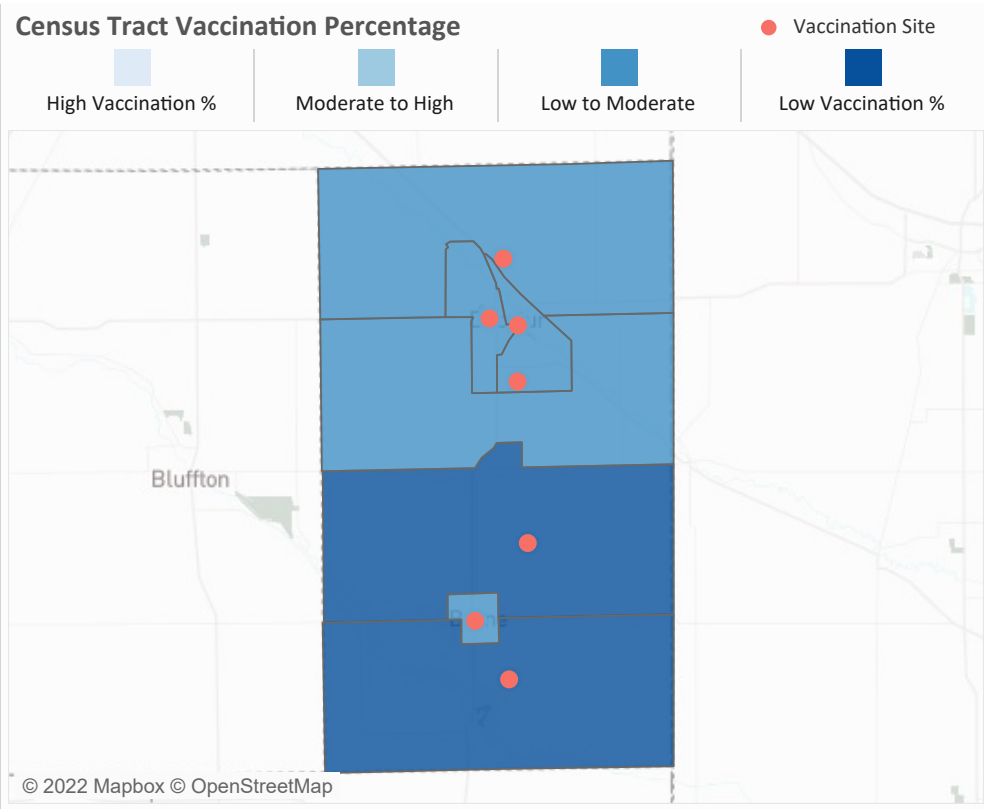 Census Tract Vaccination Percentage
Vaccination Site
High Vaccination %
Moderate to High
Low to Moderate
Low Vaccination %
Bluffton
© 2022 Mapbox © OpenStreetMap